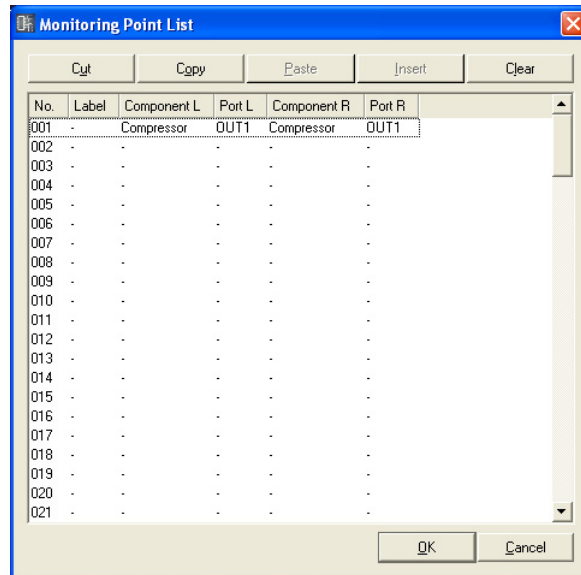 Monitoring Point List
Cut Copy Paste Insert Clear
No. Label Component L Port L Component R Port R
001 - Compressor OUT1 Compressor OUT1
002 - - - - -
003 - - - - -
004 - - - - -
005 - - - - -
006 - - - - -
007 - - - - -
008 - - - - -
009 - - - - -
010 - - - - -
011 - - - - -
012 - - - - -
013 - - - - -
014 - - - - -
015 - - - - -
016 - - - - -
017 - - - - -
018 - - - - -
019 - - - - -
020 - - - - -
021 - - - - -
OK Cancel